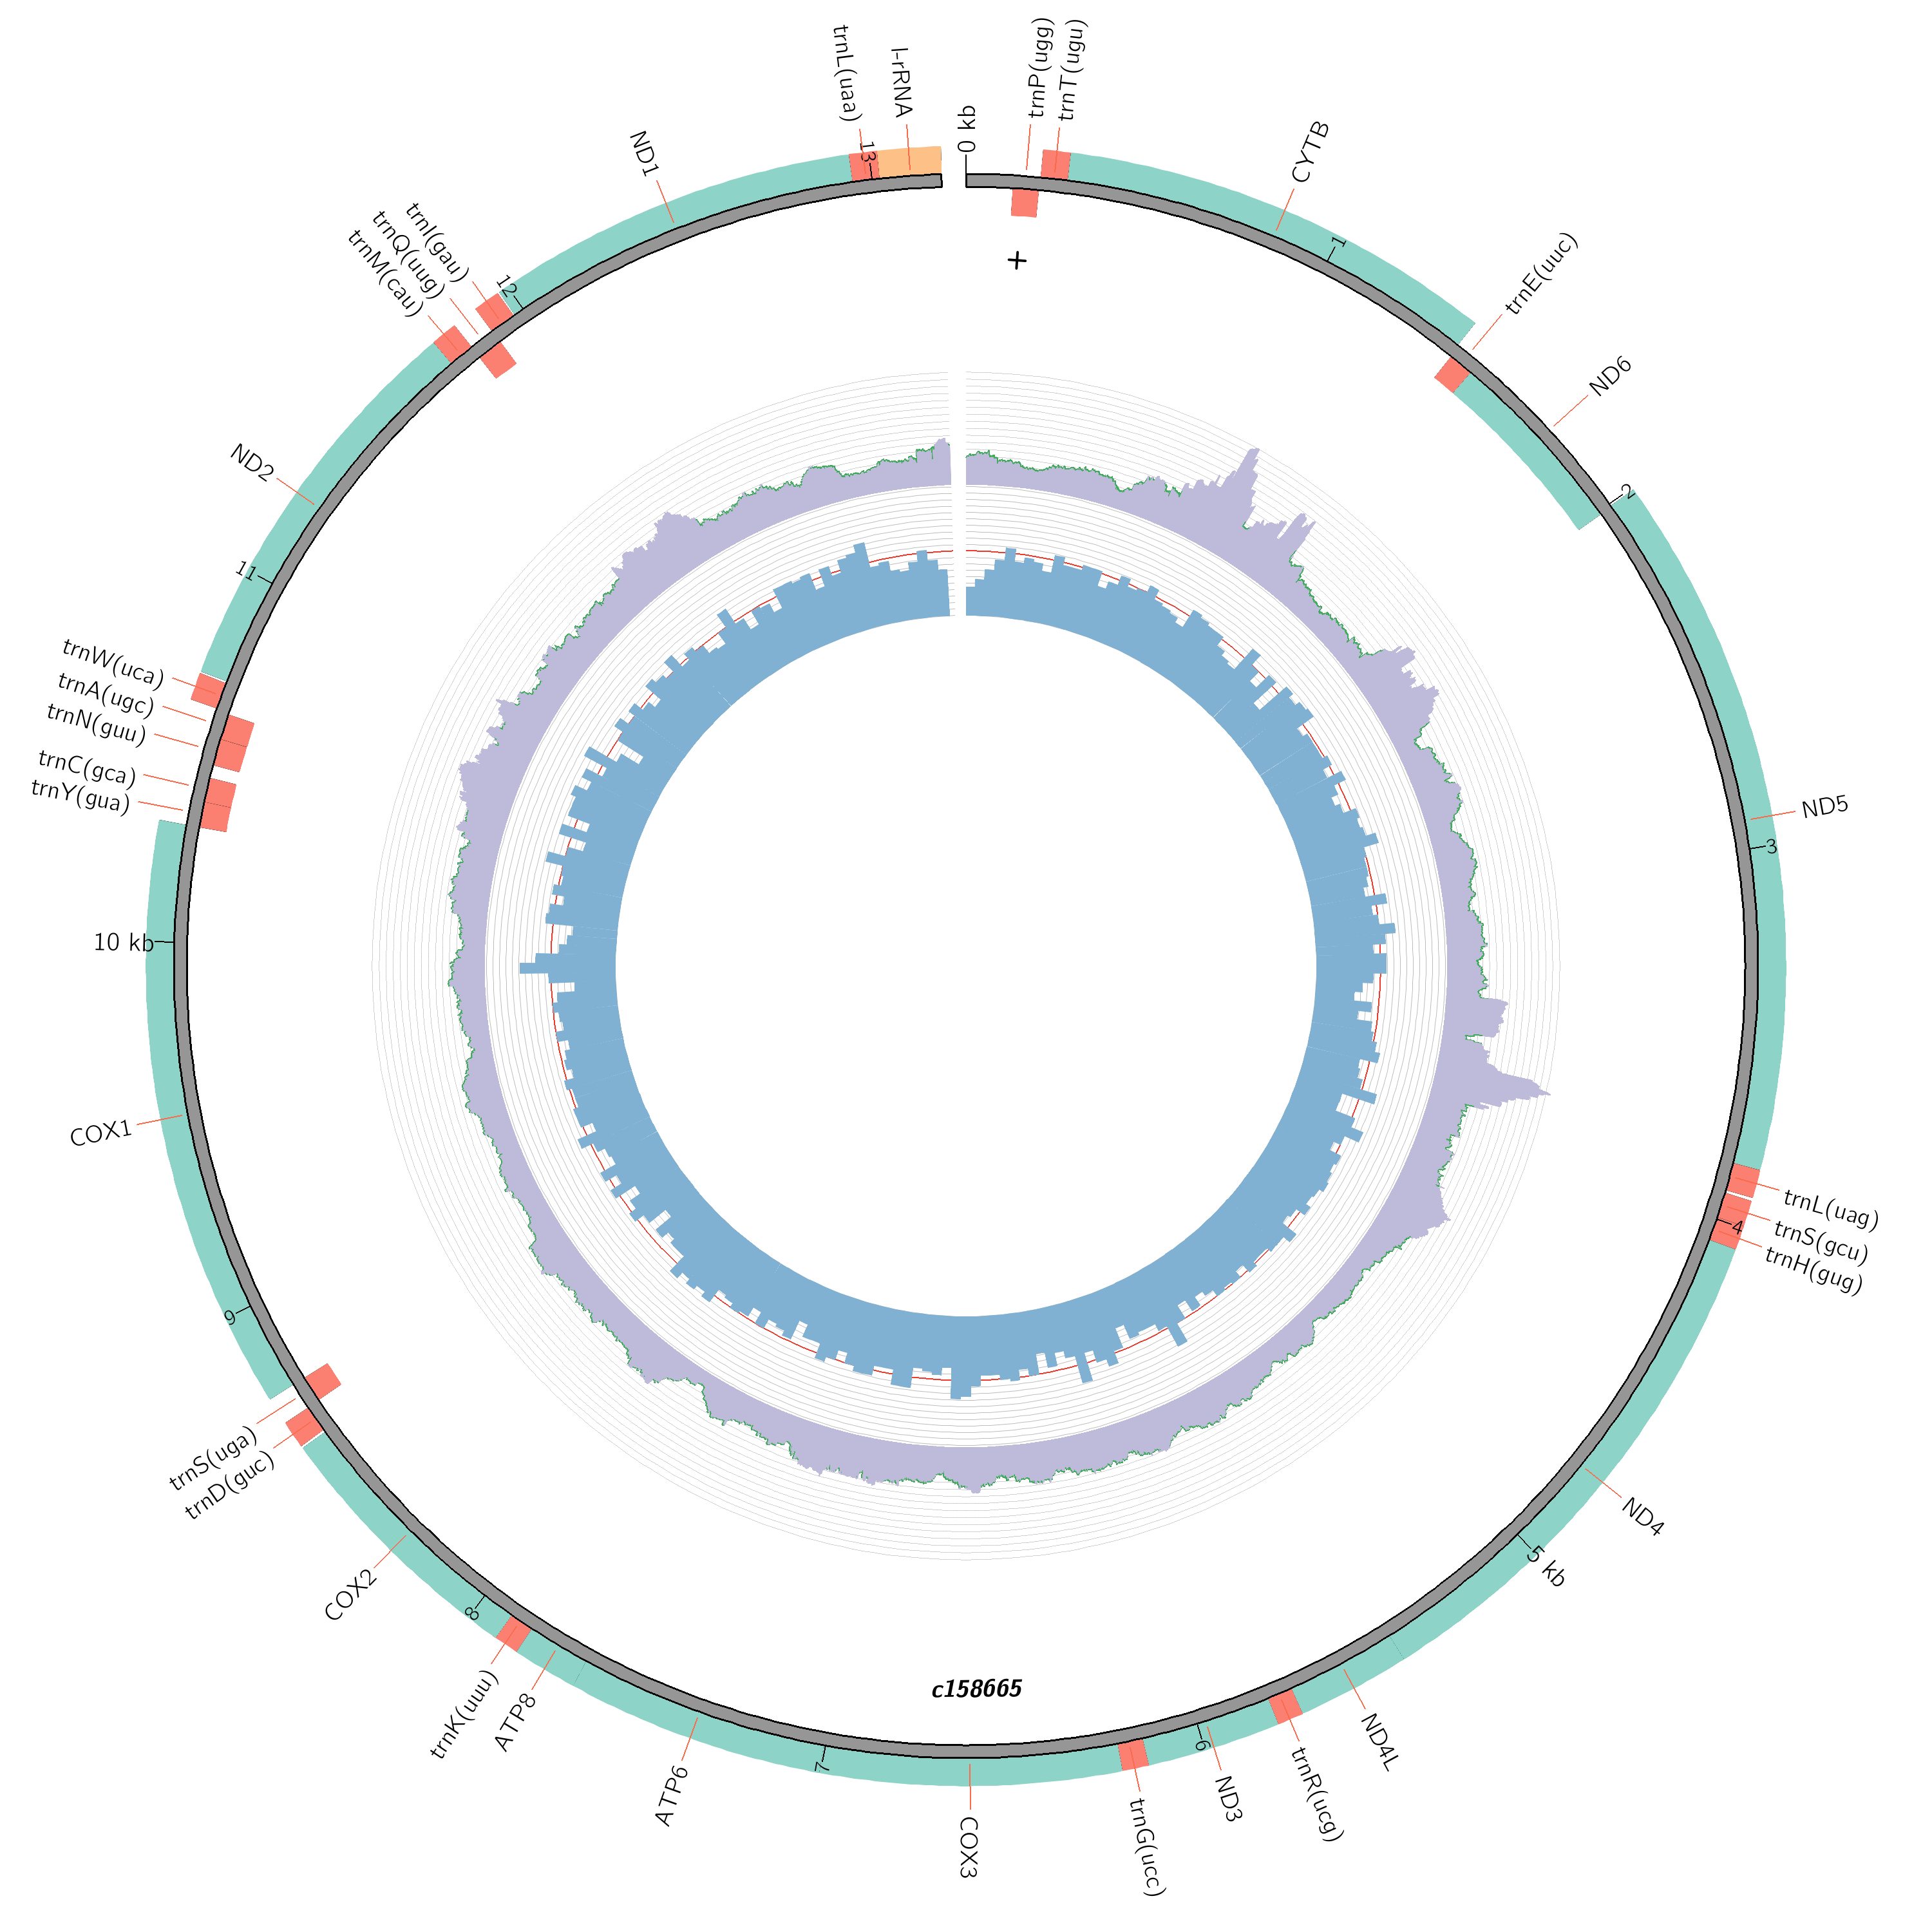 0 kb
trnP(ugg)
trnT(ugu)
CYTB
1
trnE(uuc)
ND6
2
ND5
3
trnL(uag)
trnS(gcu)
4
trnH(gug)
ND4
5 kb
ND4L
trnR(ucg)
ND3
6
trnG(ucc)
COX3
7
ATP6
ATP8
trnK(uuu)
8
COX2
trnD(guc)
trnS(uga)
9
COX1
10 kb
trnY(gua)
trnC(gca)
trnN(guu)
trnA(ugc)
trnW(uca)
11
ND2
trnM(cau)
trnQ(uug)
trnI(gau)
12
ND1
trnL(uaa)
13
l-rRNA
+
c158665